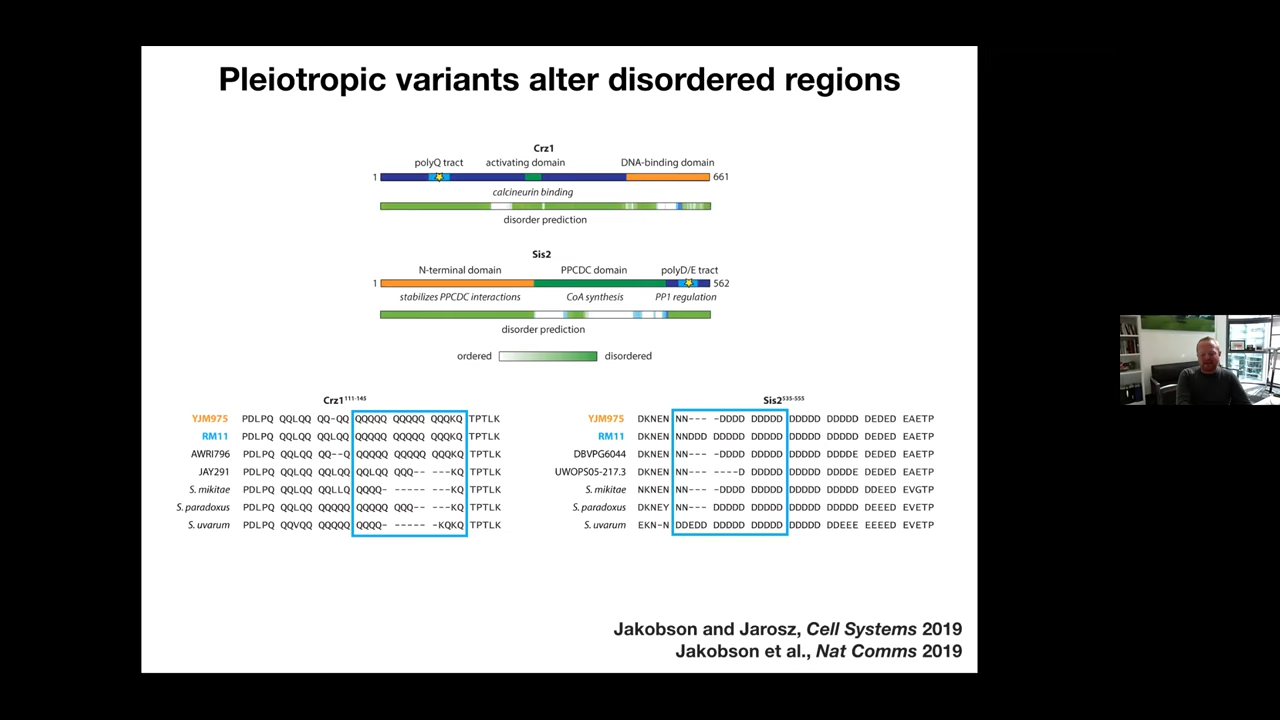 Pleiotropic variants alter disordered regions
Crz1
polyQ tract activating domain DNA-binding domain
1 661
calcineurin binding
disorder prediction
Sis2
N-terminal domain PPCDC domain polyD/E tract
1 562
stabilizes PPCDC interactions CoA synthesis PP1 regulation
disorder prediction
ordered disordered
Crz1 111-145
YJM975 PDLPQ QQLQQ QQ-QQ QQQQQ QQQQQ QQQKQ TPTLK
RM11 PDLPQ QQLQQ QQLQQ QQQQQ QQQQQ QQQKQ TPTLK
AWRI796 PDLPQ QQLQQ QQ--Q QQQQQ QQQQQ QQQKQ TPTLK
JAY291 PDLPQ QQLQQ QQLQQ QQLQQ QQQ-- ---KQ TPTLK
S. mikitae PDLPQ QQLQQ QQLLQ QQQQ- ----- ---KQ TPTLK
S. paradoxus PDLPQ QQLQQ QQQQQ QQQQQ QQQ-- ---KQ TPTLK
S. uvarum PDLPQ QQVQQ QQQQQ QQQQ- ----- -KQKQ TPTLK
Sis2 535-555
YJM975 DKNEN NN--- -DDDD DDDDD DDDDD DDDDD DEDED EAETP
RM11 DKNEN NNDDD DDDDD DDDDD DDDDD DDDDD DEDED EAETP
DBVPG6044 DKNEN NN--- -DDDD DDDDD DDDDD DDDDE DEDED EAETP
UWOPS05-217.3 DKNEN NN--- ----D DDDDD DDDDD DDDDD DEDED EAETP
S. mikitae NKNEN NN--- -DDDD DDDDD DDDDD DDDDD DDEED EVGTP
S. paradoxus DKNEY NN--- DDDDD DDDDD DDDDD DDDDE DEDED EAETP
S. uvarum EKN-N DDEDD DDDDD DDDDD DDDDD DDEEE EEEED EVETP
Jakobson and Jarosz, Cell Systems 2019
Jakobson et al., Nat Comms 2019